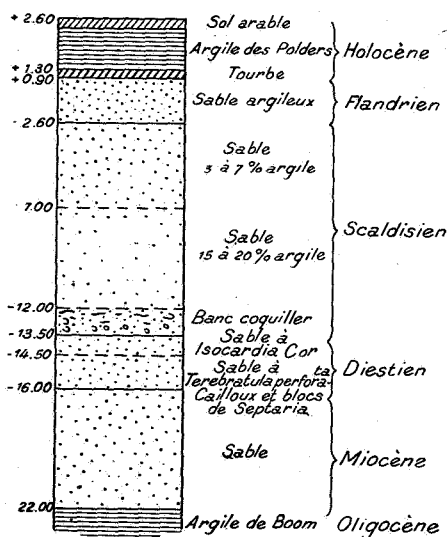 + 2.60
Sol arable
Argile des Polders
Holocène
+ 1.30
Tourbe
+ 0.90
Sable argileux
Flandrien
- 2.60
Sable
3 à 7% argile
7.00
Scaldisien
Sable
15 à 20% argile
-12.00
Banc coquiller
-13.50
Sable à
Isocardia Cor
-14.50
Sable à
Terebratula perfora-
ta
Diestien
-16.00
Cailloux et blocs
de Septaria
Sable
Miocène
22.00
Argile de Boom
Oligocène